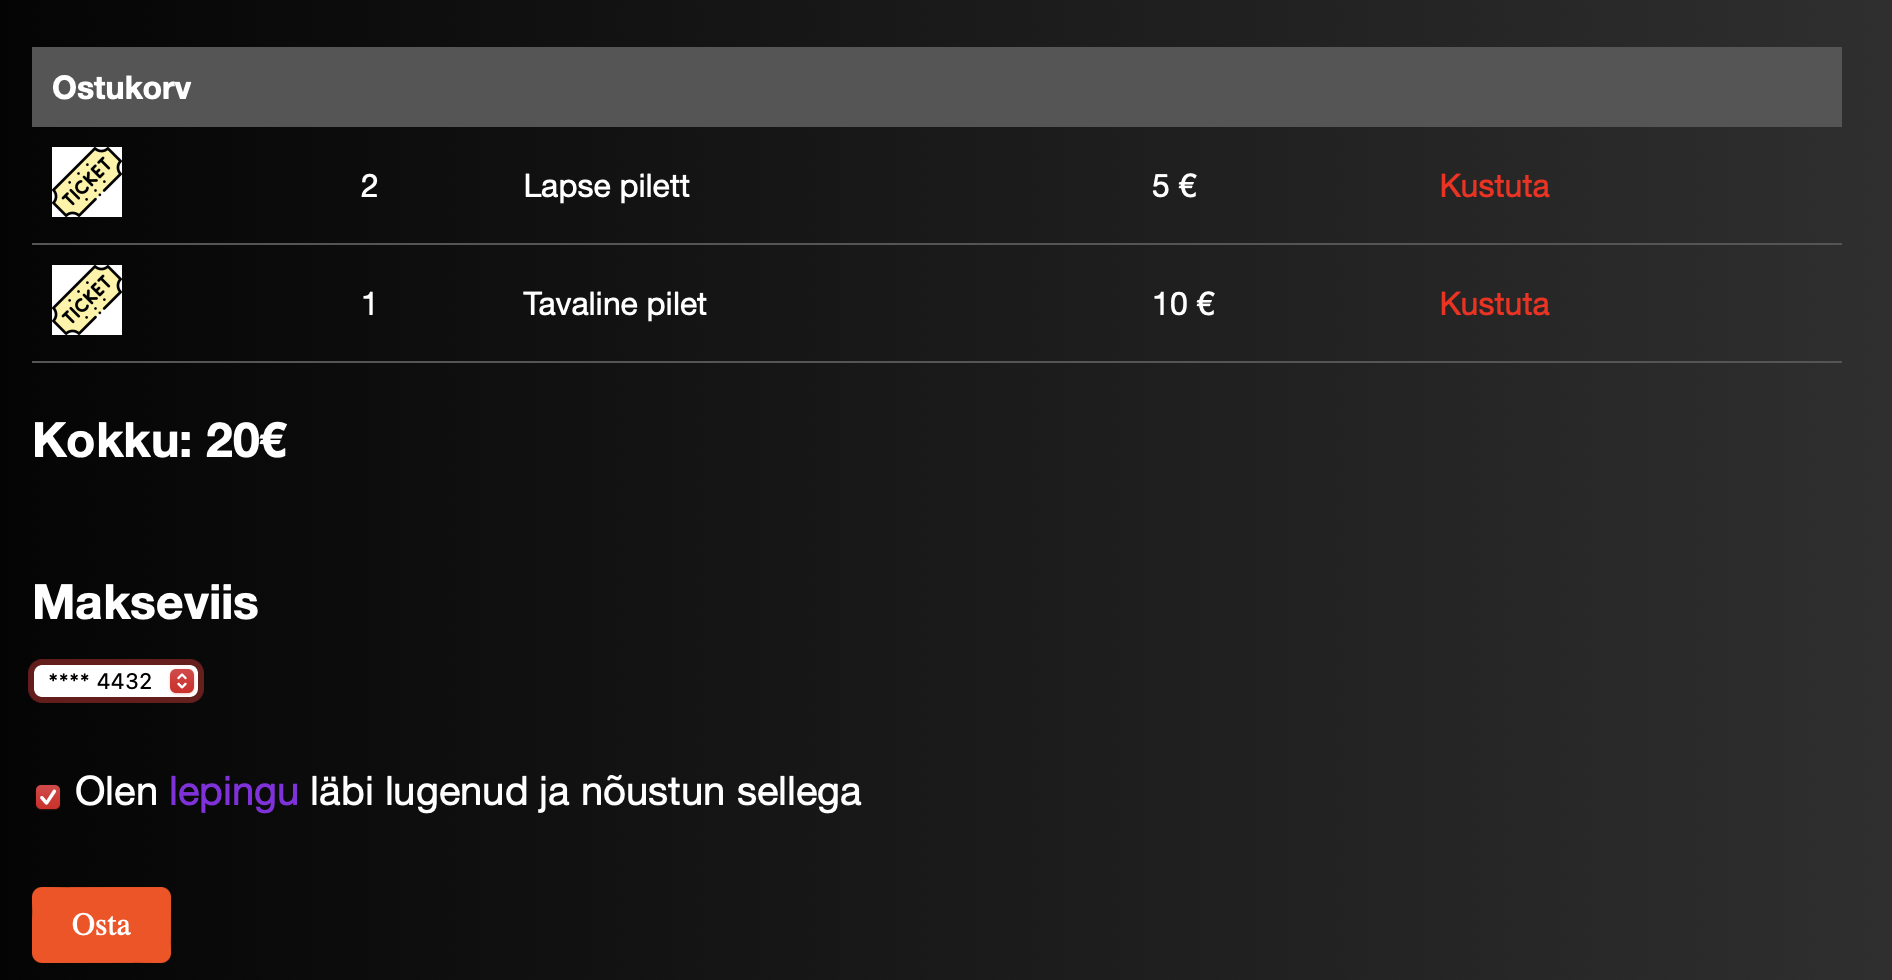 Ostukorv
TICKET 2 Lapse pilett 5 € Kustuta
TICKET 1 Tavaline pilet 10 € Kustuta
Kokku: 20€
Makseviis
**** 4432
Olen lepingu läbi lugenud ja nõustun sellega
Osta